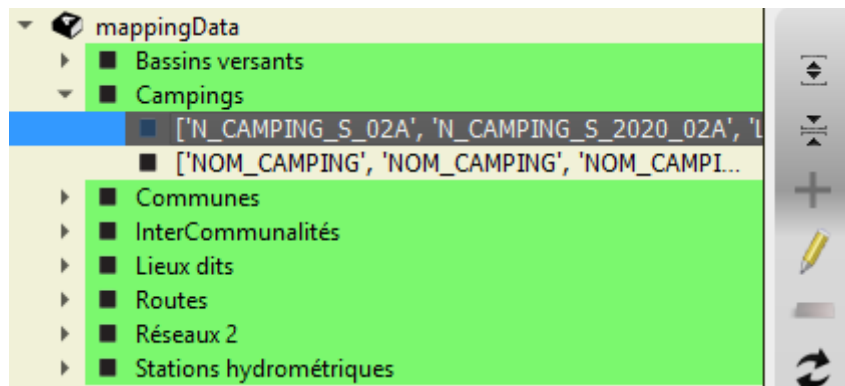 mappingData
Bassins versants
Campings
['N_CAMPING_S_02A', 'N_CAMPING_S_2020_02A', 'L
['NOM_CAMPING', 'NOM_CAMPING', 'NOM_CAMPI...
Communes
InterCommunalités
Lieux dits
Routes
Réseaux 2
Stations hydrométriques